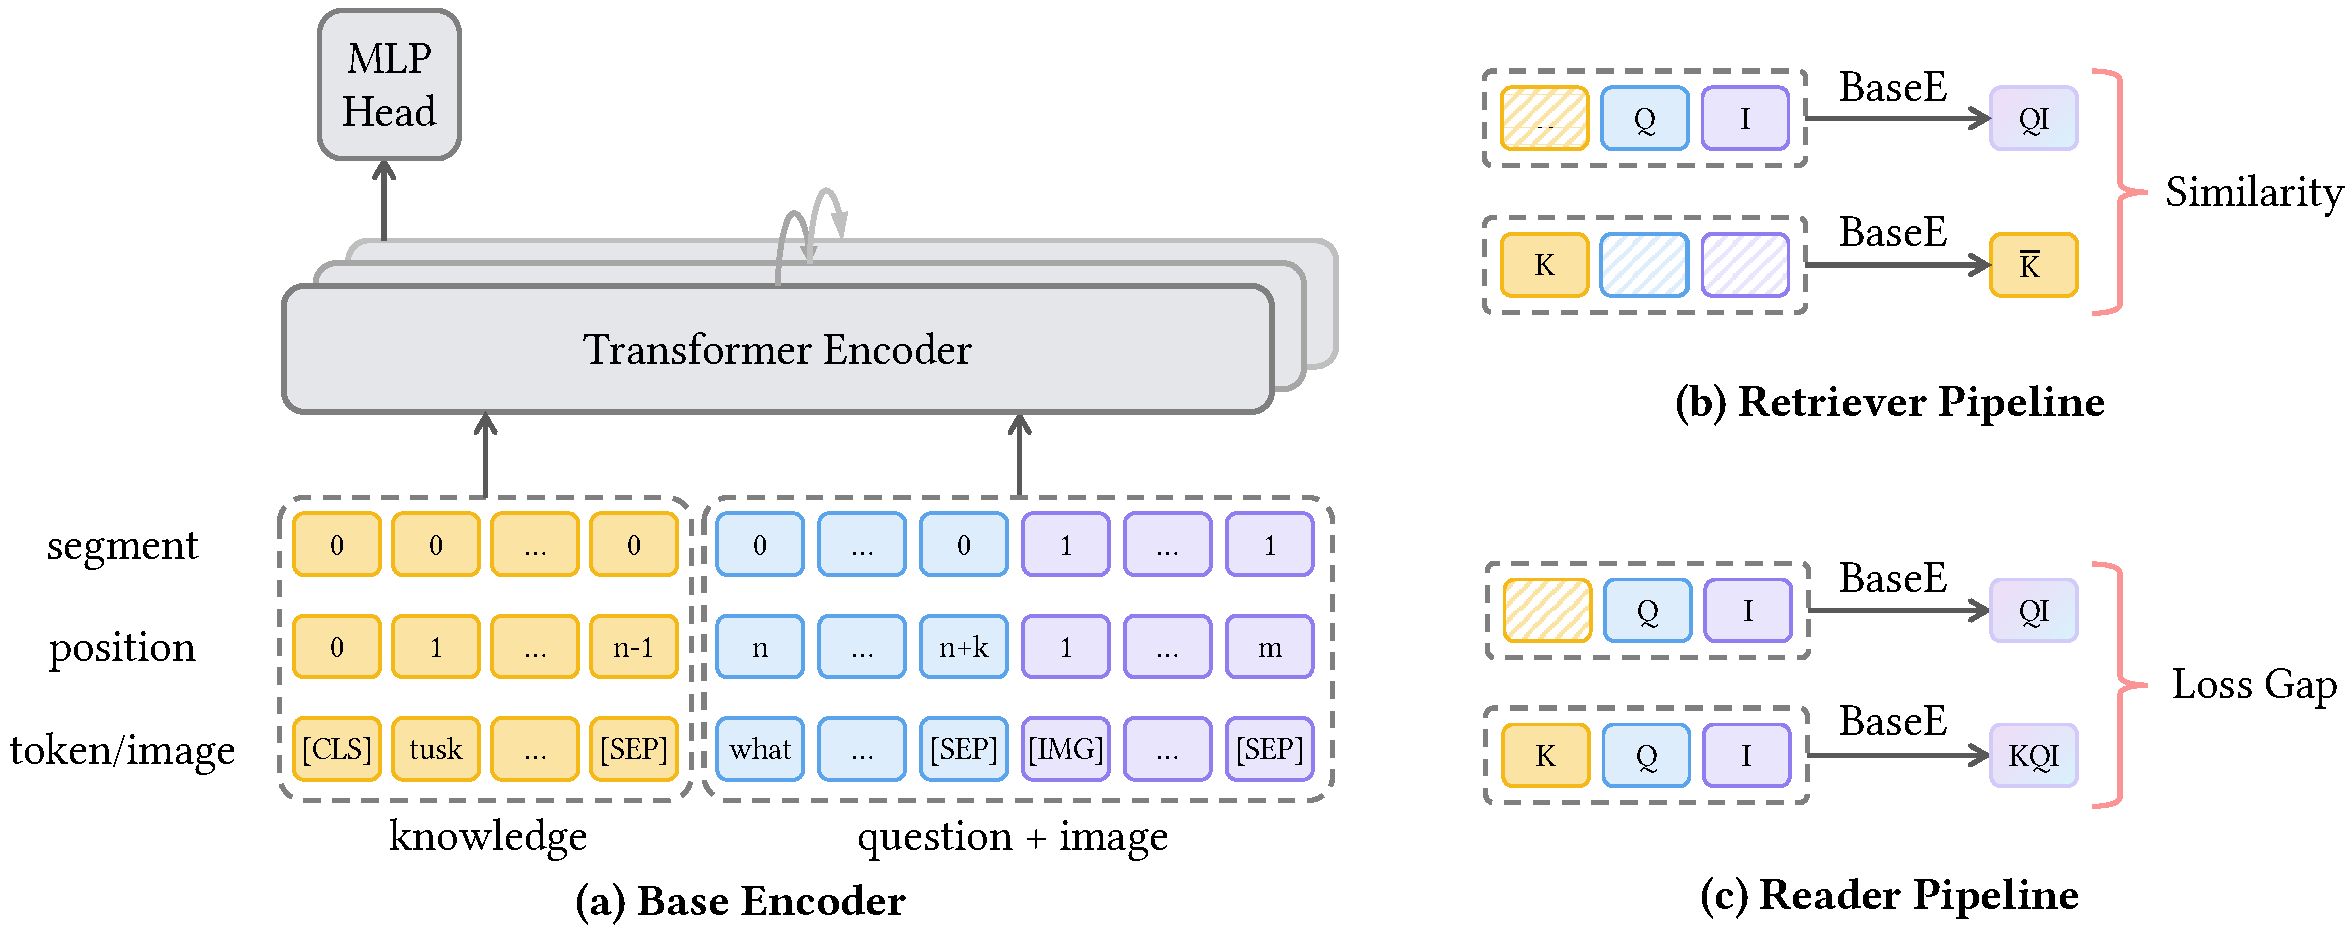 MLP
Head
Transformer Encoder
segment 0 0 ... 0 0 ... 0 1 ... 1
position 0 1 ... n-1 n ... n+k 1 ... m
token/image [CLS] tusk ... [SEP] what ... [SEP] [IMG] ... [SEP]
knowledge question + image
(a) Base Encoder
Q I BaseE QI
Similarity
K BaseE K̅
(b) Retriever Pipeline
Q I BaseE QI
Loss Gap
K Q I BaseE KQI
(c) Reader Pipeline